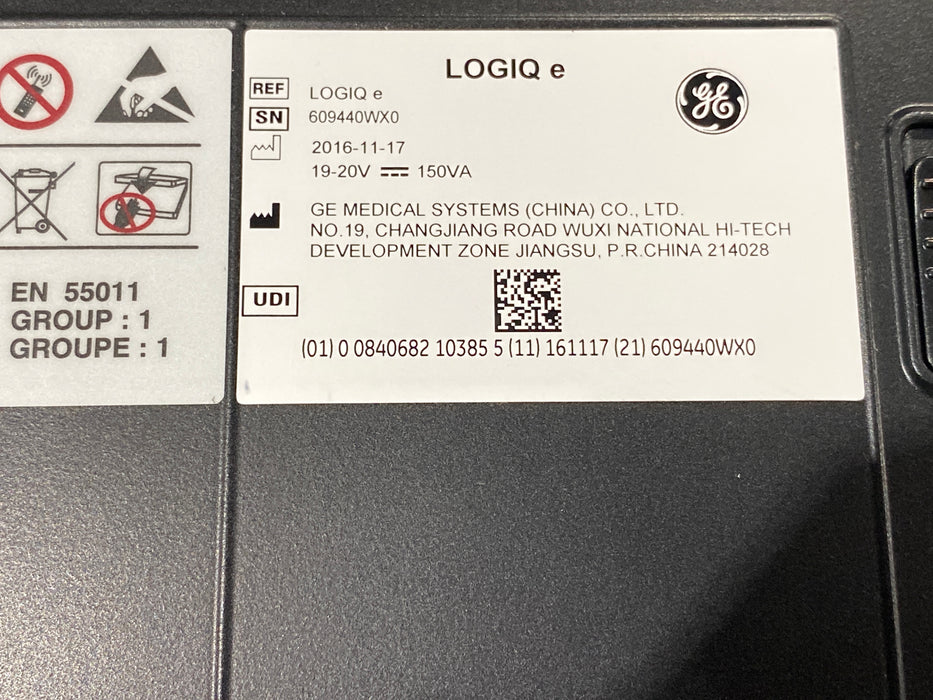 LOGIQ e
GE
REF LOGIQ e
SN 609440WX0
2016-11-17
19-20V 150VA
GE MEDICAL SYSTEMS (CHINA) CO., LTD.
NO.19, CHANGJIANG ROAD WUXI NATIONAL HI-TECH
DEVELOPMENT ZONE JIANGSU, P.R.CHINA 214028
UDI
(01) 0 0840682 10385 5 (11) 161117 (21) 609440WX0
EN 55011
GROUP : 1
GROUPE : 1